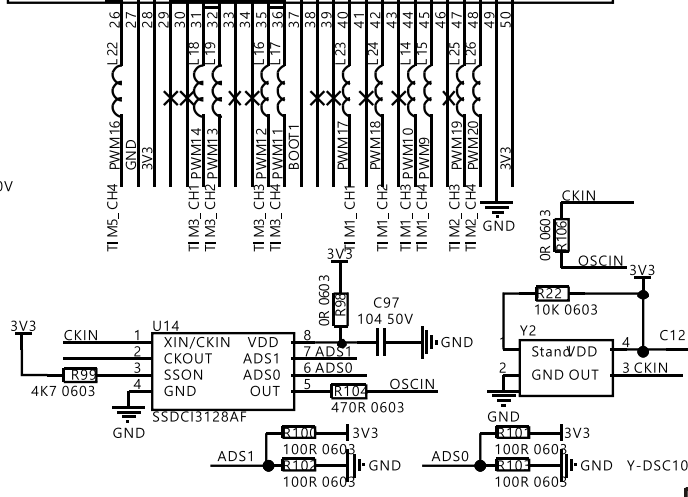 26 27 28 29 30 31 32 33 34 35 36 37 38 39 40 41 42 43 44 45 46 47 48 49 50
L22 L18 L19 L16 L17 L23 L24 L14 L15 L25 L26
PWM16 GND 3V3 PWM14 PWM13 PWM12 PWM11 BOOT1 PWM17 PWM18 PWM10 PWM9 PWM19 PWM20 3V3
0V
TIM5_CH4 TIM3_CH1 TIM3_CH2 TIM3_CH3 TIM3_CH4 TIM1_CH1 TIM1_CH2 TIM1_CH3 TIM1_CH4 TIM2_CH3 TIM2_CH4
GND
CKIN
0R 0603 R106
OSCIN
3V3
0R 0603 R98
C97
104 50V
GND
3V3
R22
10K 0603
3V3
CKIN
U14
1 XIN/CKIN VDD 8
2 CKOUT ADS1 7 ADS1
3 SSON ADS0 6 ADS0
4 GND OUT 5
R99
4K7 0603
GND
SSDCI3128AF
R104 OSCIN
470R 0603
Y2
1 Stand VDD 4 C12
2 GND OUT 3 CKIN
GND
ADS1
R100 3V3
100R 0603
R102 GND
100R 0603
ADS0
R101 3V3
100R 0603
R103 GND
100R 0603
Y-DSC10